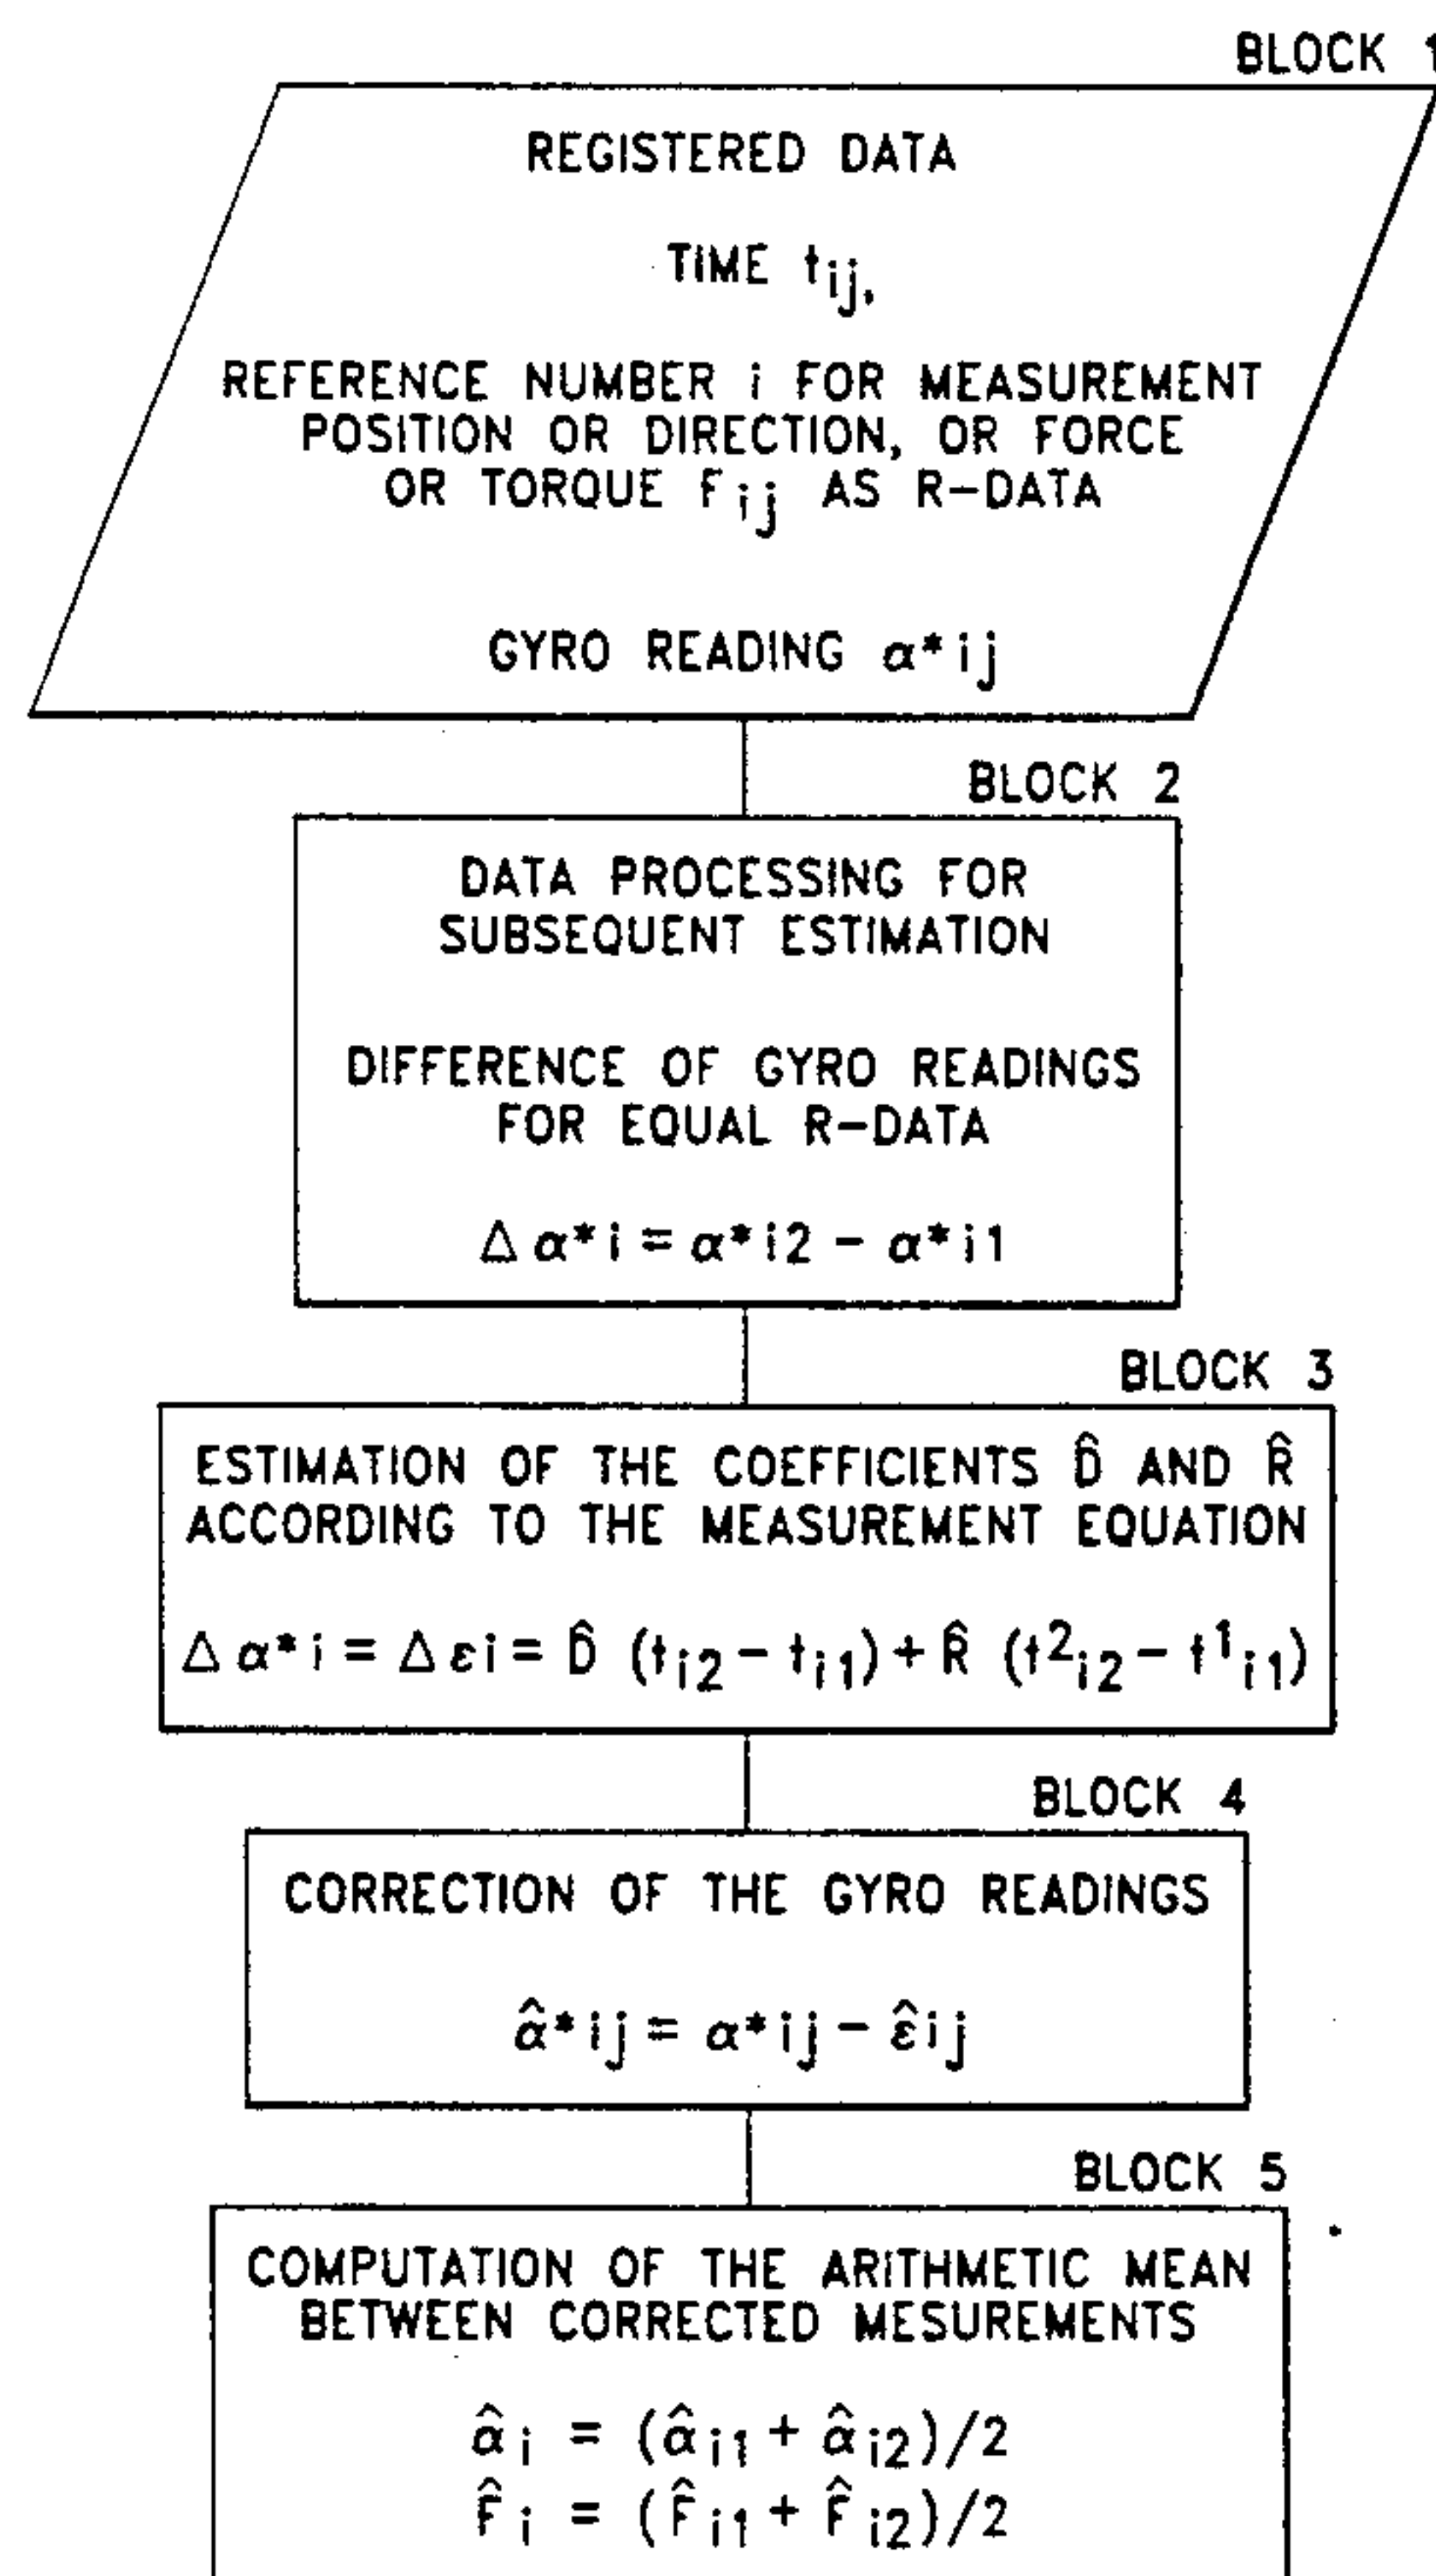 BLOCK 1
REGISTERED DATA
TIME tij,
REFERENCE NUMBER i FOR MEASUREMENT
POSITION OR DIRECTION, OR FORCE
OR TORQUE Fij AS R-DATA
GYRO READING α*ij
BLOCK 2
DATA PROCESSING FOR
SUBSEQUENT ESTIMATION
DIFFERENCE OF GYRO READINGS
FOR EQUAL R-DATA
Δα*i = α*i2 - α*i1
BLOCK 3
ESTIMATION OF THE COEFFICIENTS D̂ AND R̂
ACCORDING TO THE MEASUREMENT EQUATION
Δα*i = Δεi = D̂ (ti2 - ti1) + R̂ (t²i2 - t¹i1)
BLOCK 4
CORRECTION OF THE GYRO READINGS
α̂*ij = α*ij - ε̂ij
BLOCK 5
COMPUTATION OF THE ARITHMETIC MEAN
BETWEEN CORRECTED MESUREMENTS
α̂i = (α̂i1 + α̂i2)/2
F̂i = (F̂i1 + F̂i2)/2